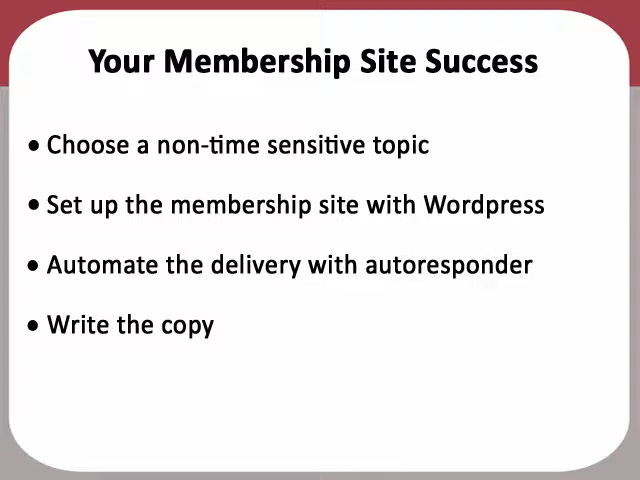 Your Membership Site Success
• Choose a non-time sensitive topic
• Set up the membership site with Wordpress
• Automate the delivery with autoresponder
• Write the copy